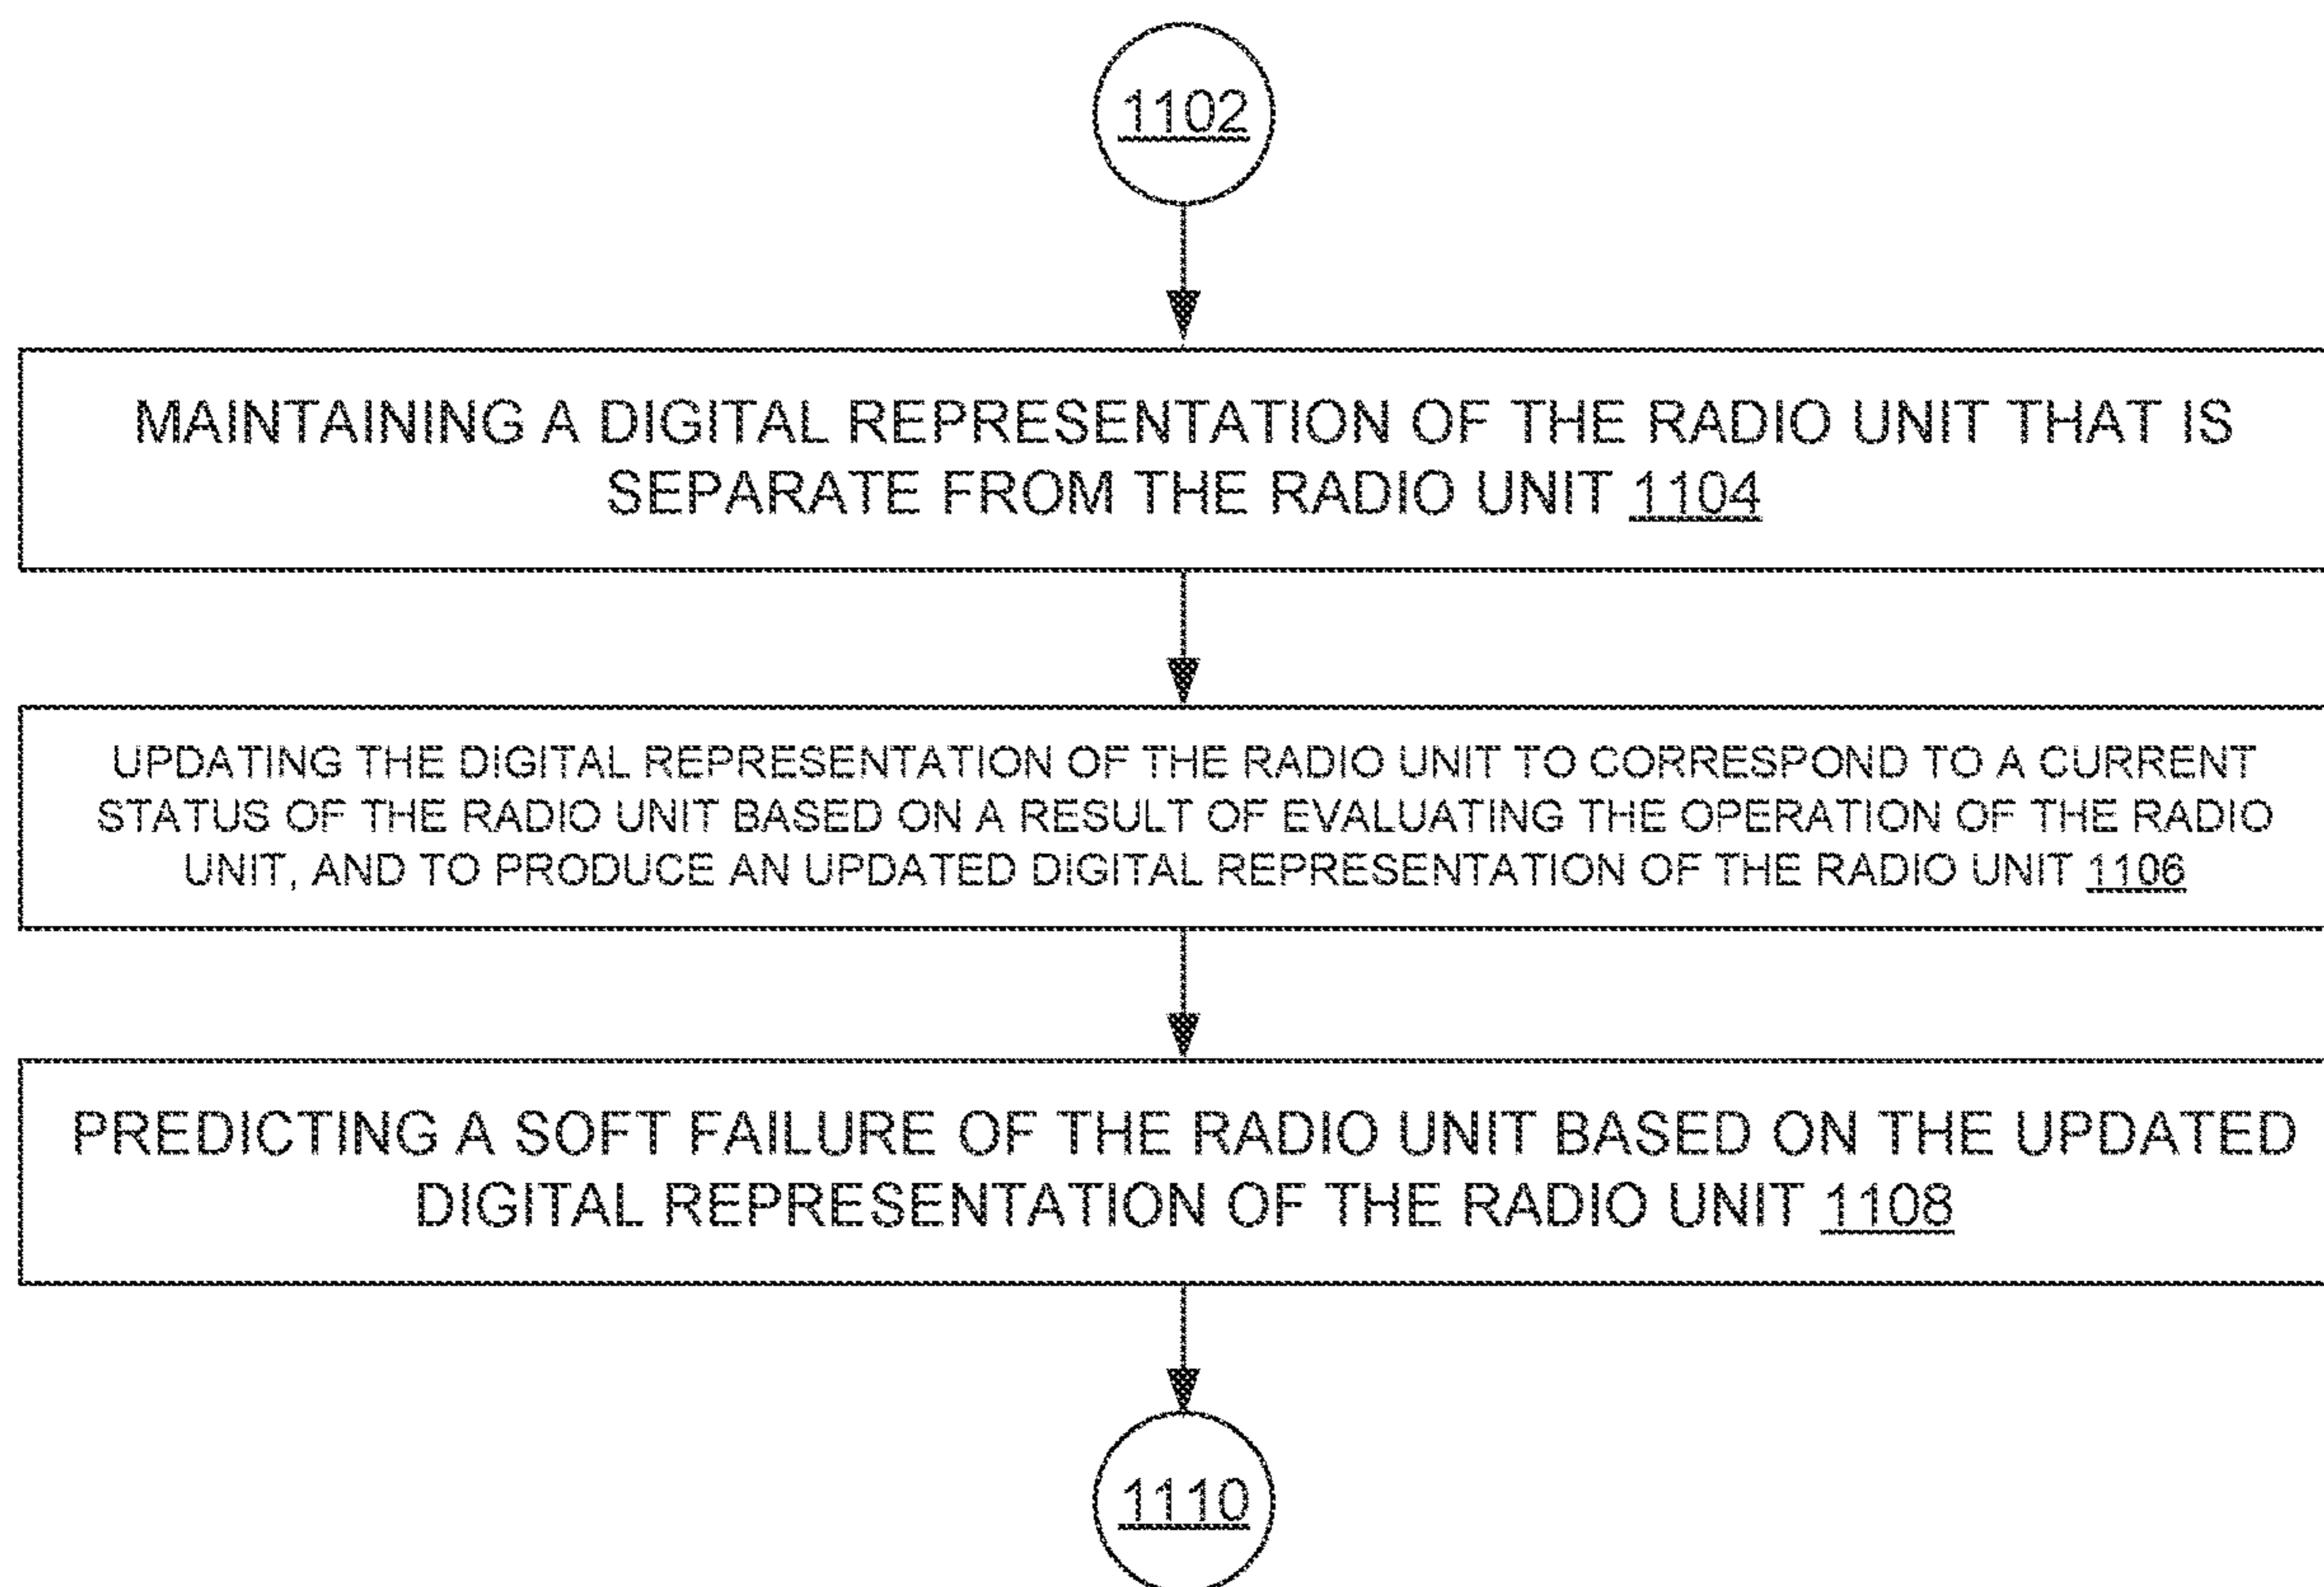 1102
MAINTAINING A DIGITAL REPRESENTATION OF THE RADIO UNIT THAT IS
SEPARATE FROM THE RADIO UNIT 1104
UPDATING THE DIGITAL REPRESENTATION OF THE RADIO UNIT TO CORRESPOND TO A CURRENT
STATUS OF THE RADIO UNIT BASED ON A RESULT OF EVALUATING THE OPERATION OF THE RADIO
UNIT, AND TO PRODUCE AN UPDATED DIGITAL REPRESENTATION OF THE RADIO UNIT 1106
PREDICTING A SOFT FAILURE OF THE RADIO UNIT BASED ON THE UPDATED
DIGITAL REPRESENTATION OF THE RADIO UNIT 1108
1110